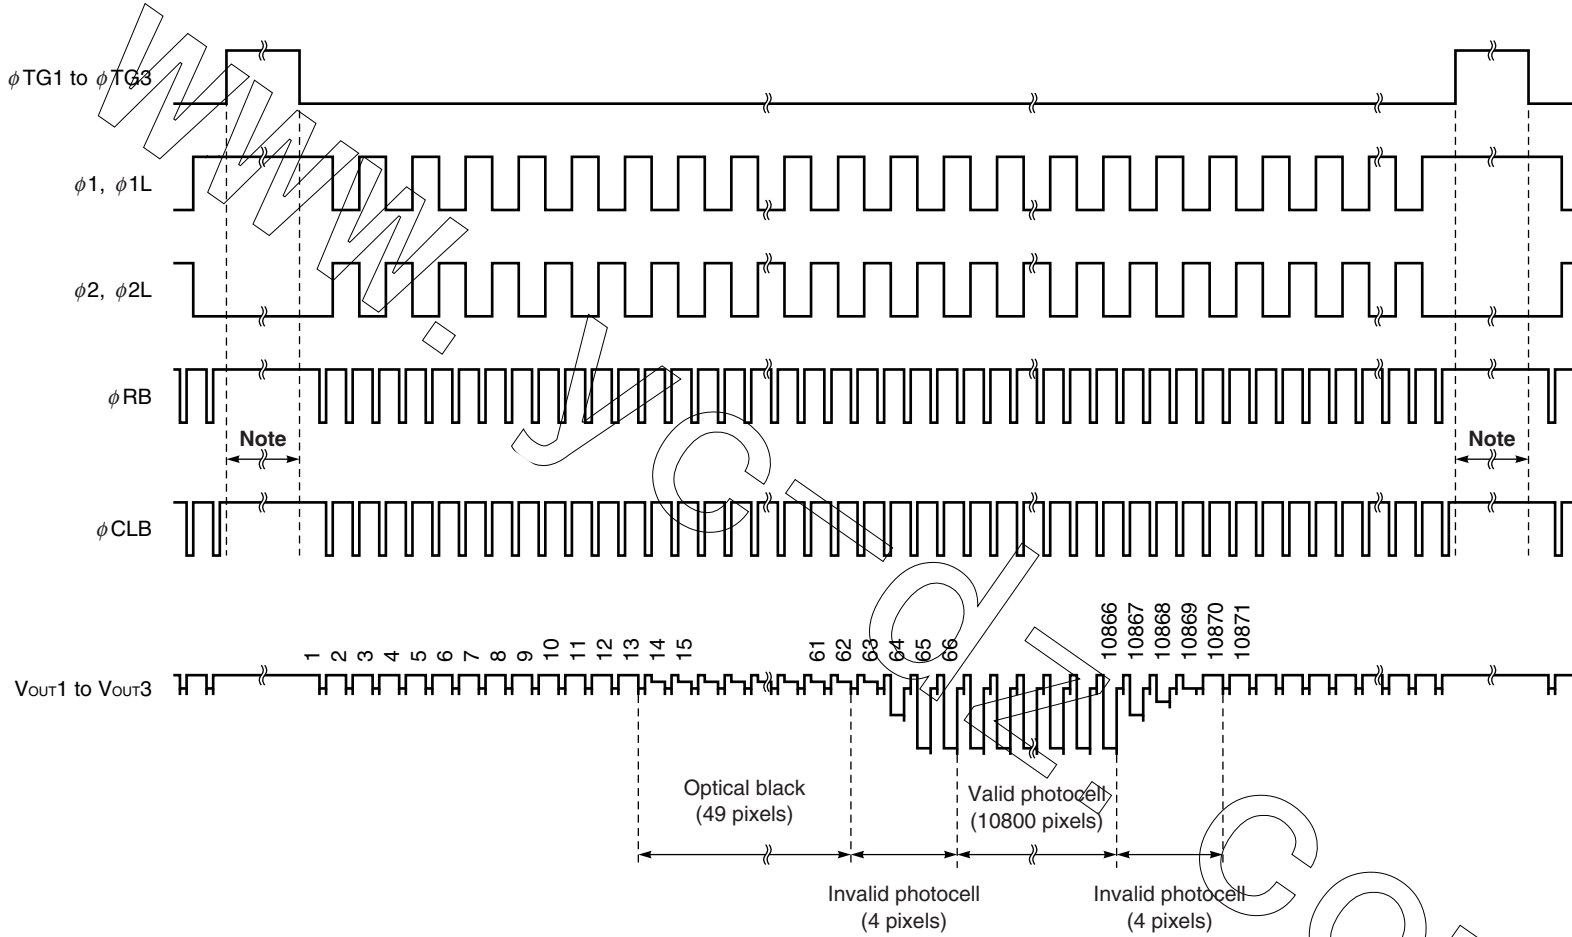 φTG1 to φTG3
φ1, φ1L
φ2, φ2L
φRB
Note
Note
φCLB
1 2 3 4 5 6 7 8 9 10 11 12 13 14 15 61 62 63 64 65 66 10866 10867 10868 10869 10870 10871
VOUT1 to VOUT3
Optical black
(49 pixels)
Valid photocell
(10800 pixels)
Invalid photocell
(4 pixels)
Invalid photocell
(4 pixels)
www.ycldz.co